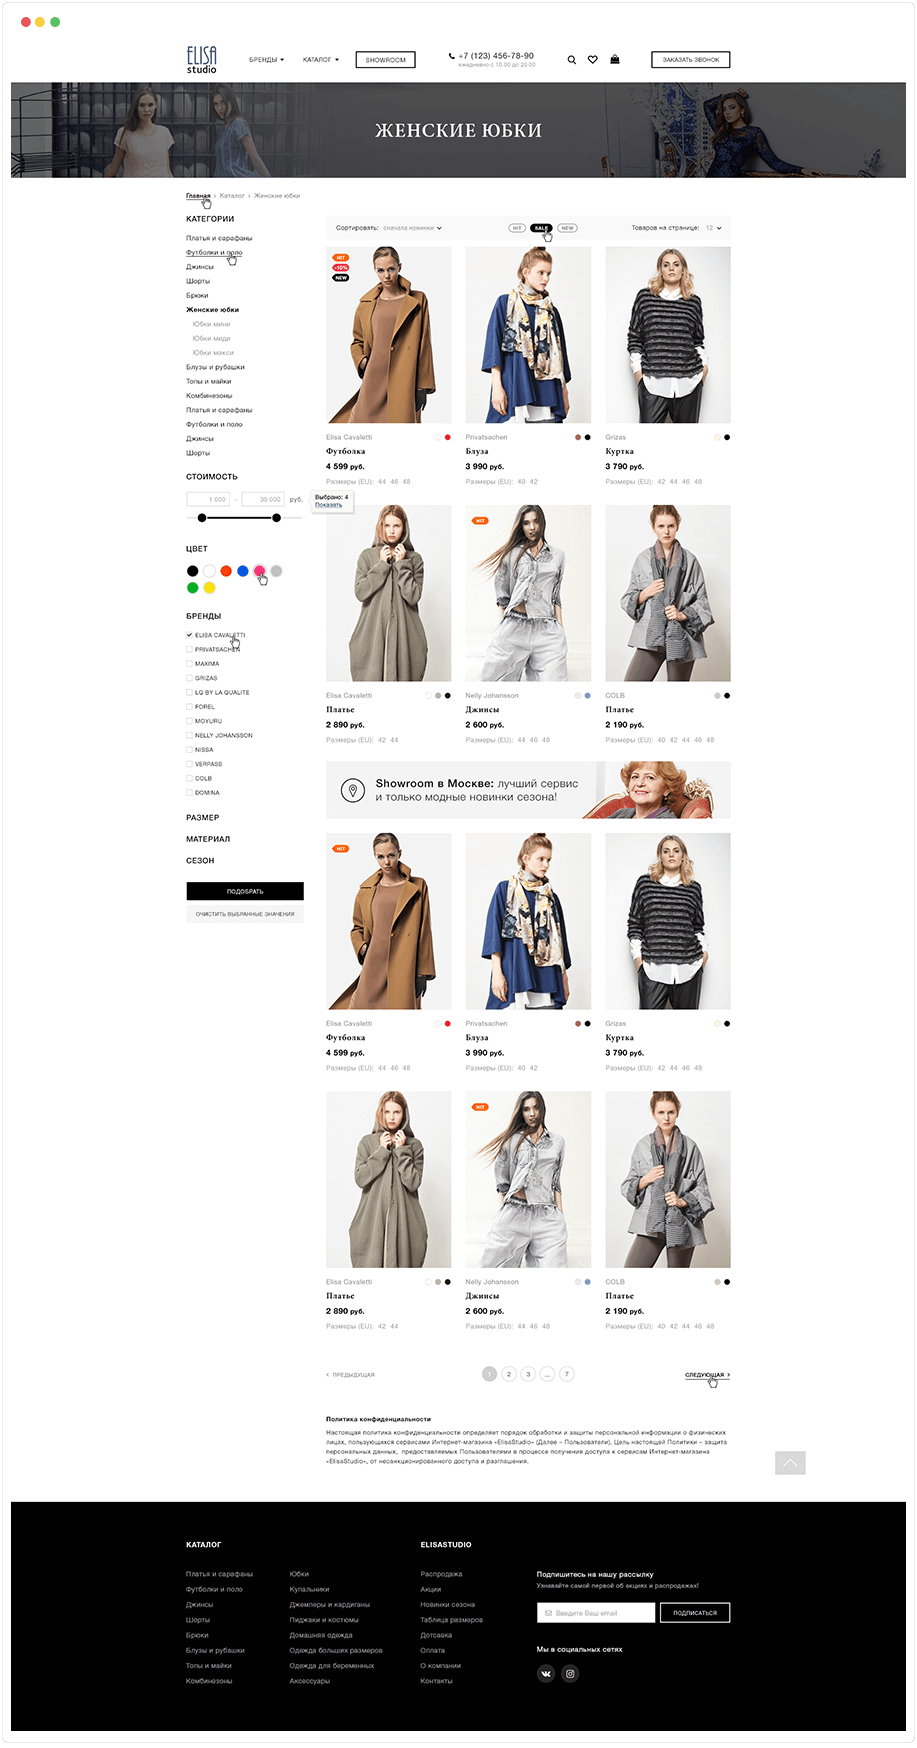 ELISA
studio
БРЕНДЫ
КАТАЛОГ
SHOWROOM
+7 (123) 456-78-90
ежедневно с 10.00 до 20.00
ЗАКАЗАТЬ ЗВОНОК
ЖЕНСКИЕ ЮБКИ
Главная › Каталог › Женские юбки
КАТЕГОРИИ
Платья и сарафаны
Футболки и поло
Джинсы
Шорты
Брюки
Женские юбки
Юбки мини
Юбки миди
Юбки макси
Блузы и рубашки
Топы и майки
Комбинезоны
Платья и сарафаны
Футболки и поло
Джинсы
Шорты
СТОИМОСТЬ
1 000 – 30 000 руб.
Выбрано: 4
Показать
ЦВЕТ
БРЕНДЫ
ELISA CAVALETTI
PRIVATSACHEN
MAXIMA
GRIZAS
LQ BY LA QUALITE
FOREL
MOYURU
NELLY JOHANSSON
NISSA
VERPASS
COLB
DOMINA
РАЗМЕР
МАТЕРИАЛ
СЕЗОН
ПОДОБРАТЬ
ОЧИСТИТЬ ВЫБРАННЫЕ ЗНАЧЕНИЯ
Сортировать: сначала новинки
HIT
SALE
NEW
Товаров на странице: 12
HIT
-10%
NEW
Elisa Cavaletti
Футболка
4 599 руб.
Размеры (EU): 44 46 48
Privatsachen
Блуза
3 990 руб.
Размеры (EU): 40 42
Grizas
Куртка
3 790 руб.
Размеры (EU): 42 44 46 48
Elisa Cavaletti
Платье
2 890 руб.
Размеры (EU): 42 44
HIT
Nelly Johansson
Джинсы
2 600 руб.
Размеры (EU): 44 46 48
COLB
Платье
2 190 руб.
Размеры (EU): 40 42 44 46 48
Showroom в Москве: лучший сервис
и только модные новинки сезона!
HIT
Elisa Cavaletti
Футболка
4 599 руб.
Размеры (EU): 44 46 48
Privatsachen
Блуза
3 990 руб.
Размеры (EU): 40 42
Grizas
Куртка
3 790 руб.
Размеры (EU): 42 44 46 48
Elisa Cavaletti
Платье
2 890 руб.
Размеры (EU): 42 44
HIT
Nelly Johansson
Джинсы
2 600 руб.
Размеры (EU): 44 46 48
COLB
Платье
2 190 руб.
Размеры (EU): 40 42 44 46 48
‹ ПРЕДЫДУЩАЯ
1 2 3 ... 7
СЛЕДУЮЩАЯ ›
Политика конфиденциальности
Настоящая политика конфиденциальности определяет порядок обработки и защиты персональной информации о физических
лицах, пользующихся сервисами Интернет-магазина «ElisaStudio» (Далее – Пользователи). Цель настоящей Политики – защита
персональных данных, предоставляемых Пользователями в процессе получения доступа к сервисам Интернет-магазина
«ElisaStudio», от несанкционированного доступа и разглашения.
КАТАЛОГ
Платья и сарафаны
Футболки и поло
Джинсы
Шорты
Брюки
Блузы и рубашки
Топы и майки
Комбинезоны
Юбки
Купальники
Джемперы и кардиганы
Пиджаки и костюмы
Домашняя одежда
Одежда больших размеров
Одежда для беременных
Аксессуары
ELISASTUDIO
Распродажа
Акции
Новинки сезона
Таблица размеров
Дотсавка
Оплата
О компании
Контакты
Подпишитесь на нашу рассылку
Узнавайте самой первой об акциях и распродажах!
Введите Ваш email
ПОДПИСАТЬСЯ
Мы в социальных сетях